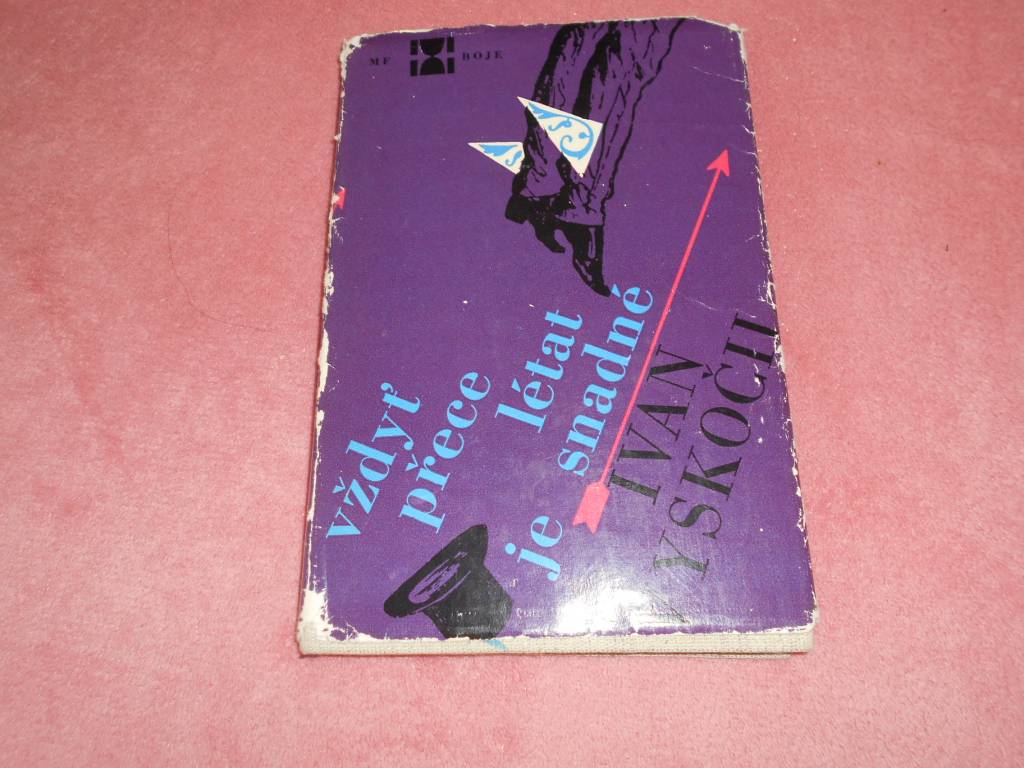 MF BOJE
vždyť
přece
létat
je snadné
IVAN
VYSKOČIL